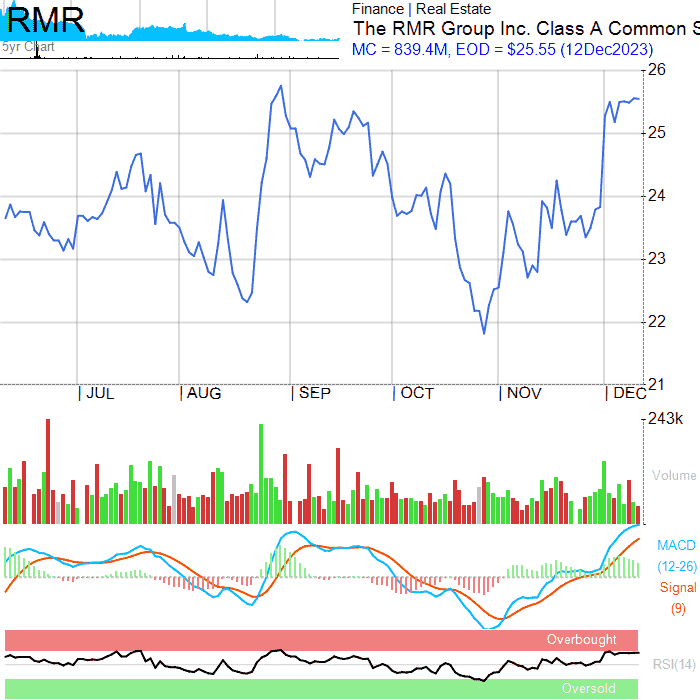 RMR
5yr Chart
Finance | Real Estate
The RMR Group Inc. Class A Common S
MC = 839.4M, EOD = $25.55 (12Dec2023)
26
25
24
23
22
21
| JUL
| AUG
| SEP
| OCT
| NOV
| DEC
243k
Volume
MACD
(12-26)
Signal
(9)
Overbought
RSI(14)
Oversold